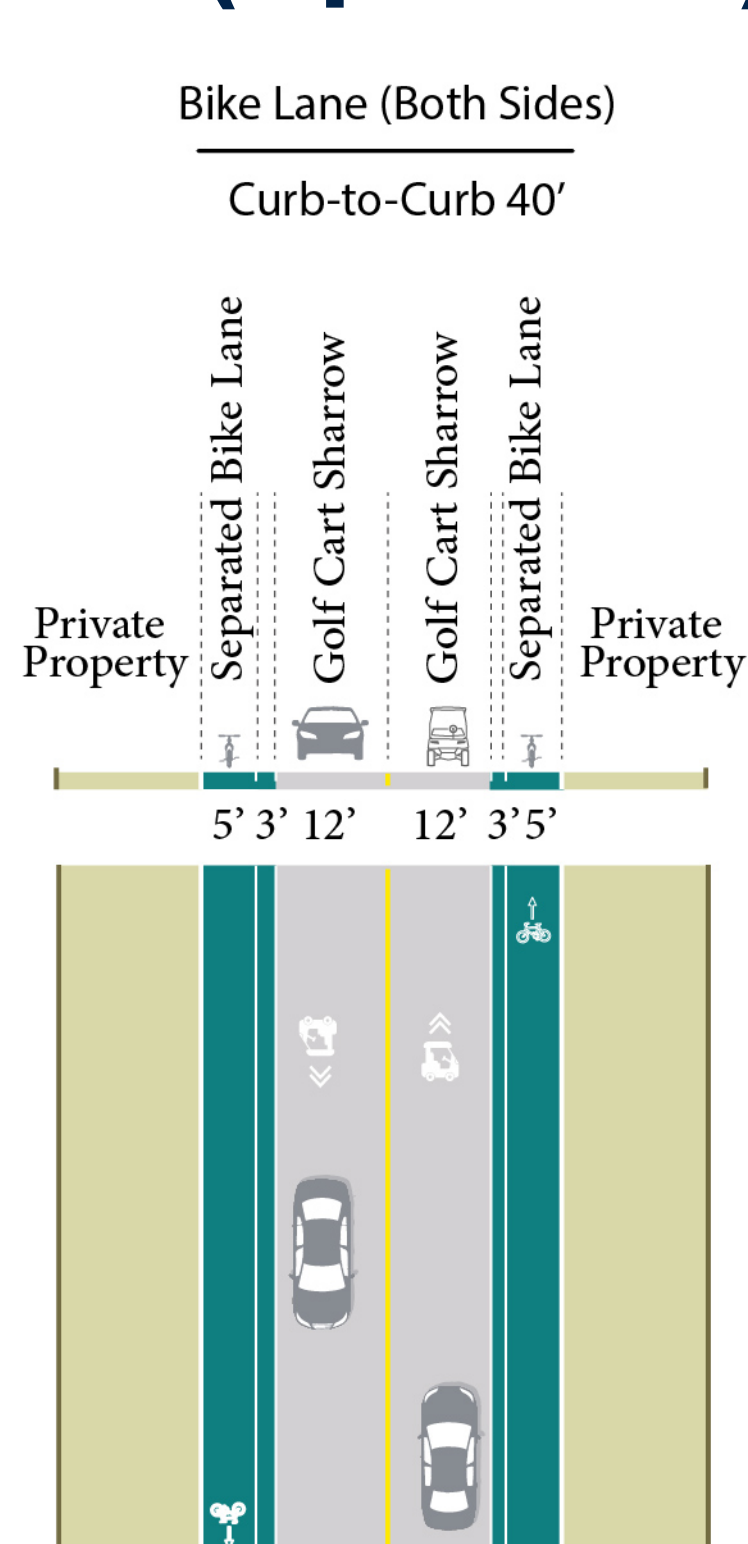 Bike Lane (Both Sides)
Curb-to-Curb 40’
Separated Bike Lane
Golf Cart Sharrow
Golf Cart Sharrow
Separated Bike Lane
Private
Property
Private
Property
5’ 3’ 12’ 12’ 3’ 5’